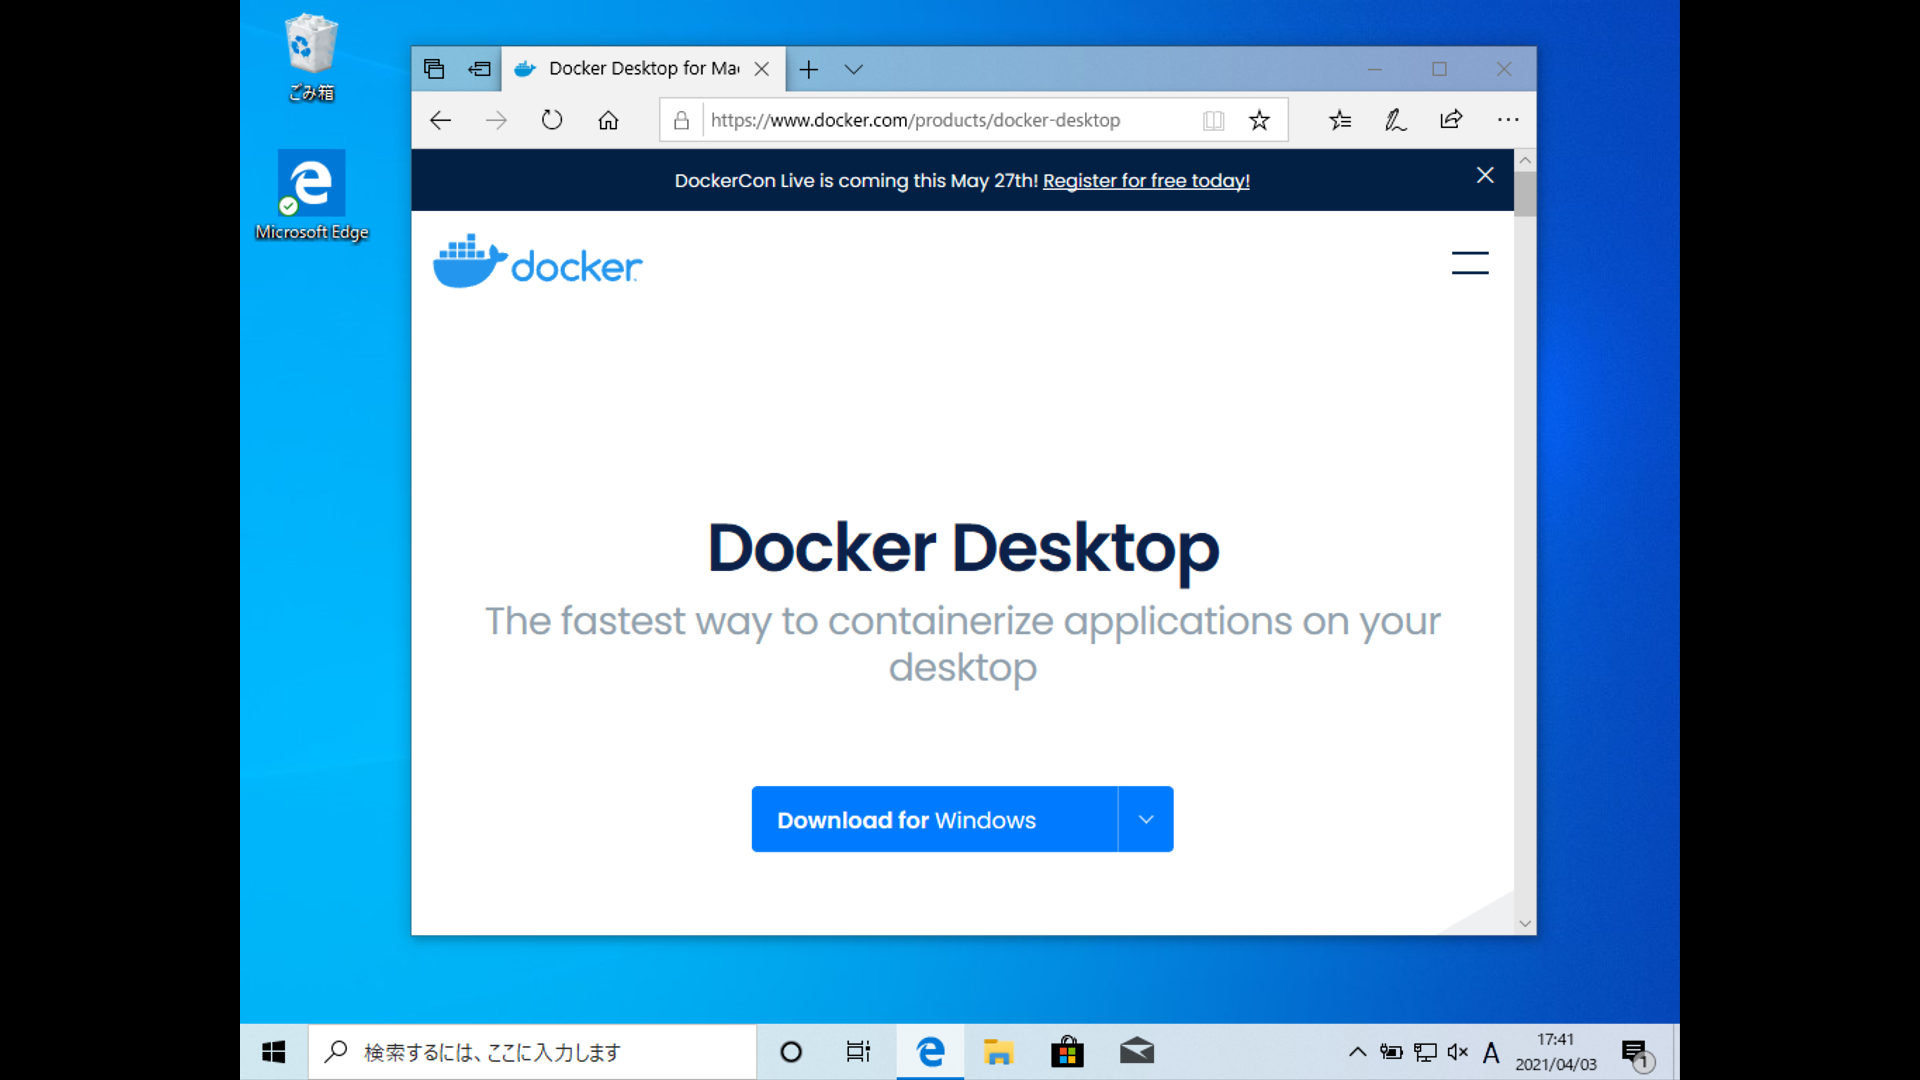 ごみ箱
Microsoft Edge
Docker Desktop for Mac
https://www.docker.com/products/docker-desktop
DockerCon Live is coming this May 27th! Register for free today!
docker
Docker Desktop
The fastest way to containerize applications on your
desktop
Download for Windows
検索するには、ここに入力します
A
17:41
2021/04/03
1